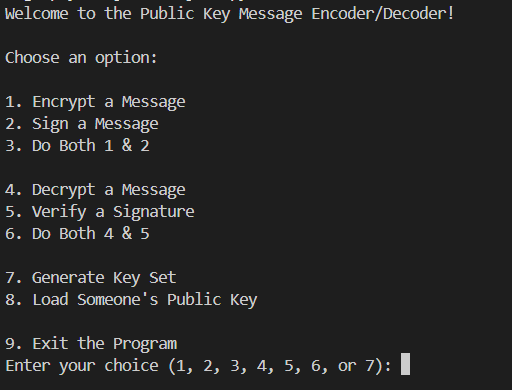 Welcome to the Public Key Message Encoder/Decoder!
Choose an option:
1. Encrypt a Message
2. Sign a Message
3. Do Both 1 & 2
4. Decrypt a Message
5. Verify a Signature
6. Do Both 4 & 5
7. Generate Key Set
8. Load Someone's Public Key
9. Exit the Program
Enter your choice (1, 2, 3, 4, 5, 6, or 7):